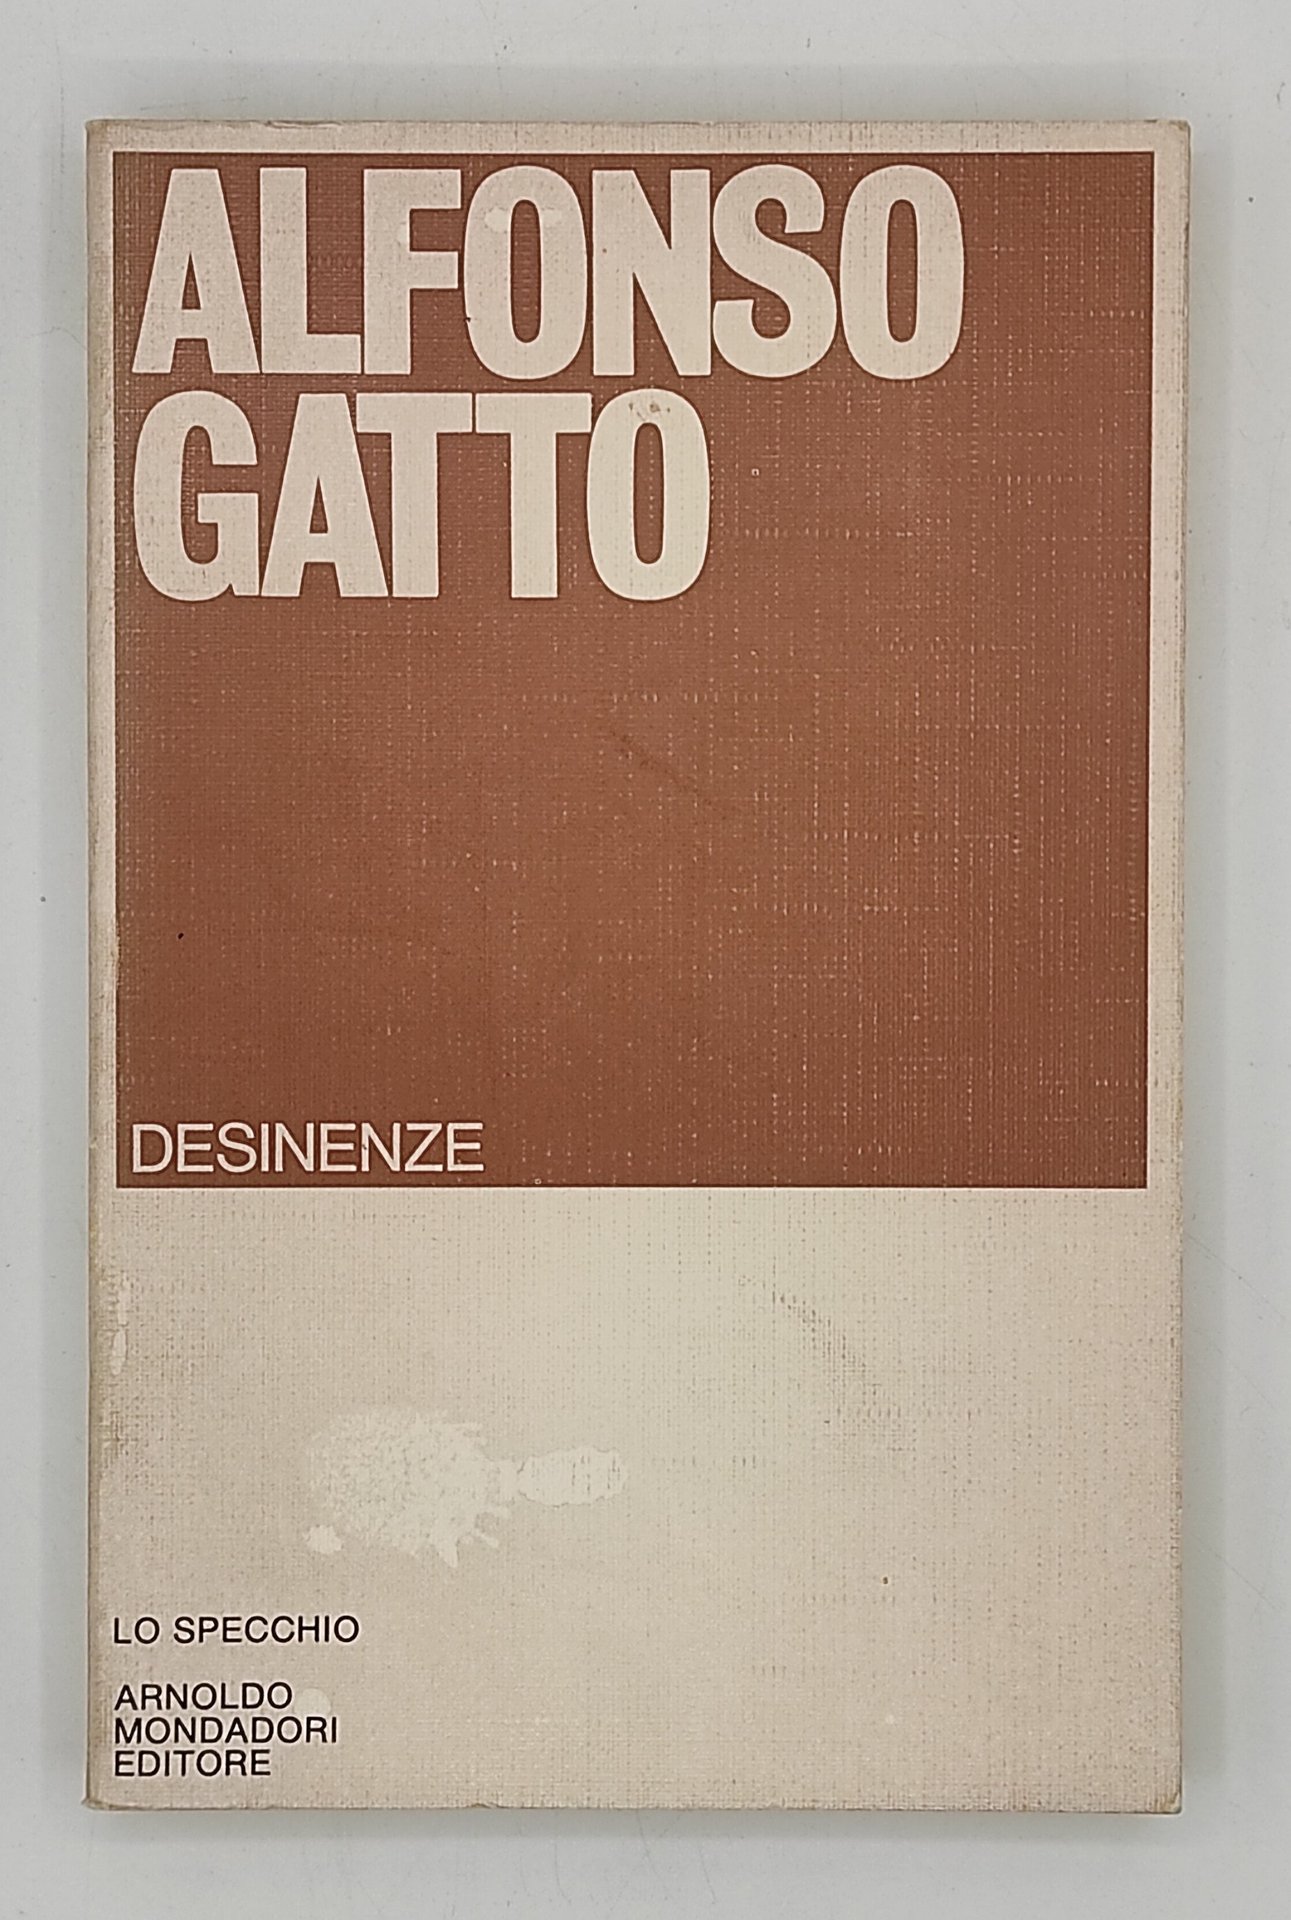 ALFONSO
GATTO
DESINENZE
LO SPECCHIO
ARNOLDO
MONDADORI
EDITORE